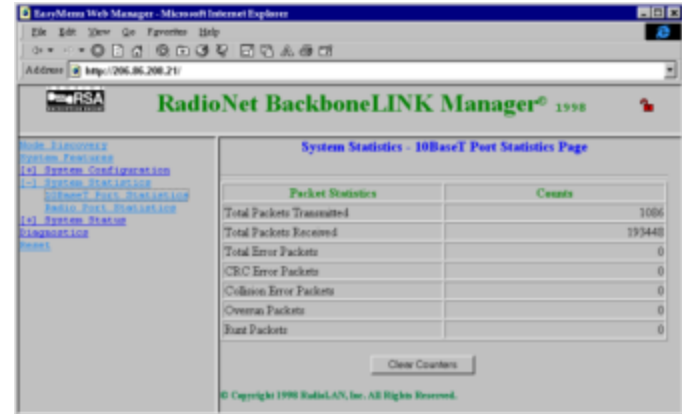 EasyMenu Web Manager - Microsoft Internet Explorer
File Edit View Go Favorites Help
Address http://206.86.208.21/
RSA
RadioNet BackboneLINK Manager® 1998
Node Discovery
System Features
[+] System Configuration
[-] System Statistics
10BaseT Port Statistics
Radio Port Statistics
[+] System Status
Diagnostics
Reset
System Statistics - 10BaseT Port Statistics Page
Packet Statistics Counts
Total Packets Transmitted 1086
Total Packets Received 193448
Total Error Packets 0
CRC Error Packets 0
Collision Error Packets 0
Overrun Packets 0
Runt Packets 0
Clear Counters
© Copyright 1998 RadioLAN, Inc. All Rights Reserved.